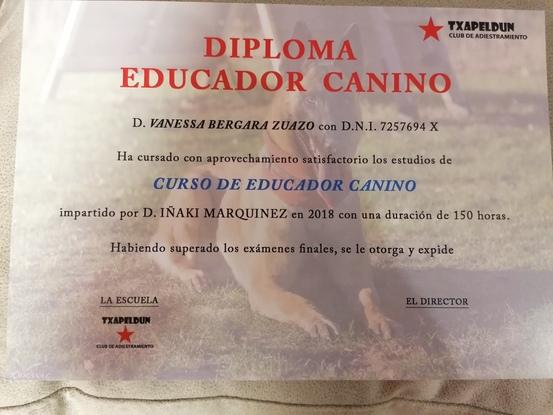 TXAPELDUN
CLUB DE ADIESTRAMIENTO
DIPLOMA
EDUCADOR CANINO
D. VANESSA BERGARA ZUAZO con D.N.I. 7257694 X
Ha cursado con aprovechamiento satisfactorio los estudios de
CURSO DE EDUCADOR CANINO
impartido por D. IÑAKI MARQUINEZ en 2018 con una duración de 150 horas.
Habiendo superado los exámenes finales, se le otorga y expide
LA ESCUELA
EL DIRECTOR
TXAPELDUN
CLUB DE ADIESTRAMIENTO